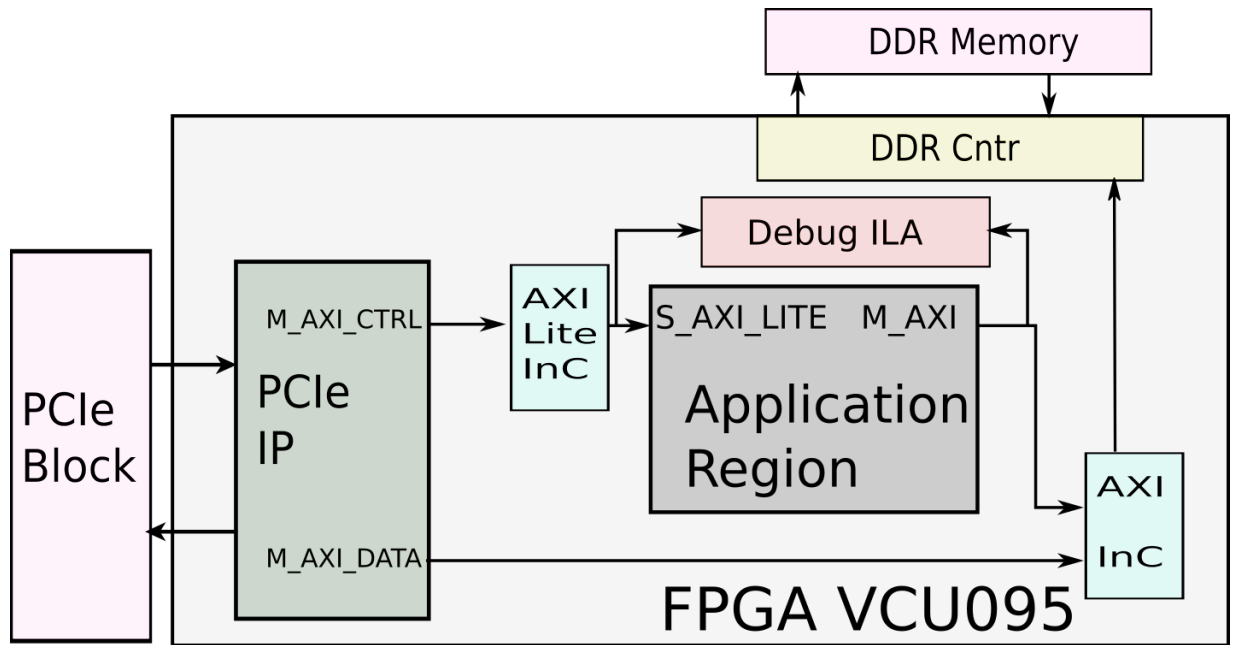 DDR Memory
DDR Cntr
Debug ILA
M_AXI_CTRL
AXI
Lite
InC
S_AXI_LITE M_AXI
PCIe
IP
PCIe
Block
Application
Region
AXI
InC
M_AXI_DATA
FPGA VCU095